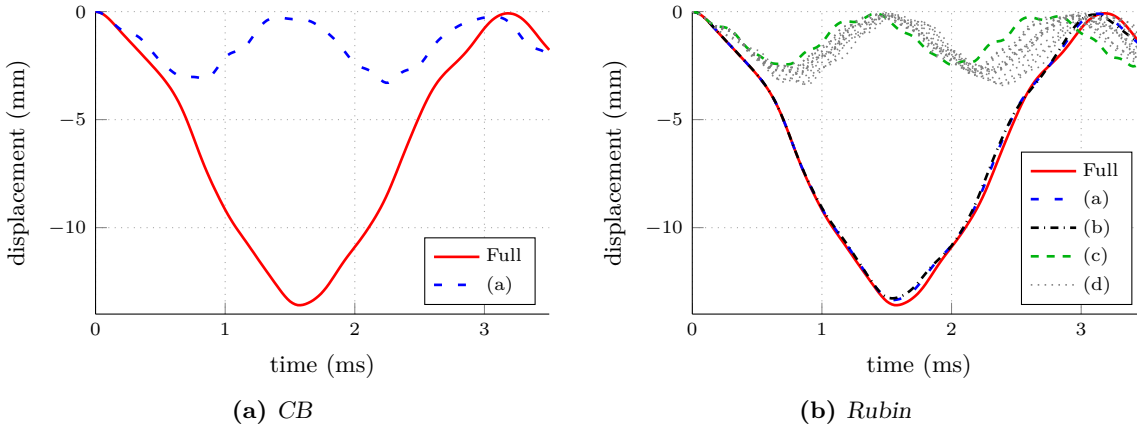 0
−5
−10
displacement (mm)
0
1
2
3
time (ms)
Full
(a)
(a) CB
0
−5
−10
displacement (mm)
0
1
2
3
time (ms)
Full
(a)
(b)
(c)
(d)
(b) Rubin